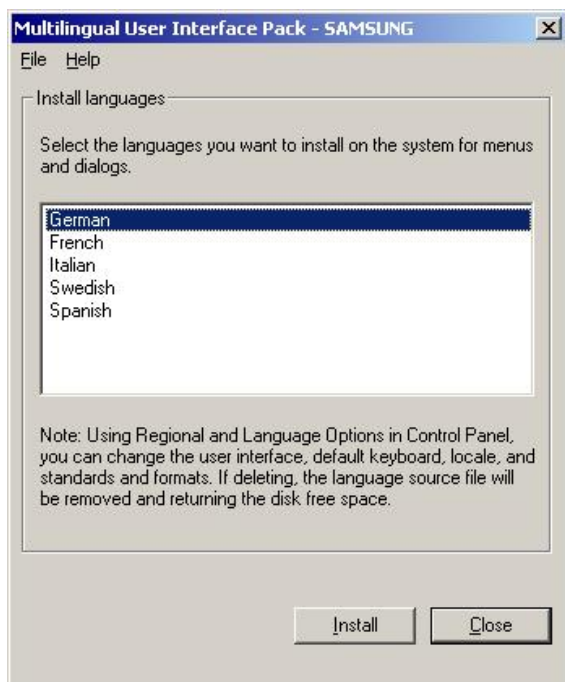 Multilingual User Interface Pack - SAMSUNG
File Help
Install languages
Select the languages you want to install on the system for menus
and dialogs.
German
French
Italian
Swedish
Spanish
Note: Using Regional and Language Options in Control Panel,
you can change the user interface, default keyboard, locale, and
standards and formats. If deleting, the language source file will
be removed and returning the disk free space.
Install Close